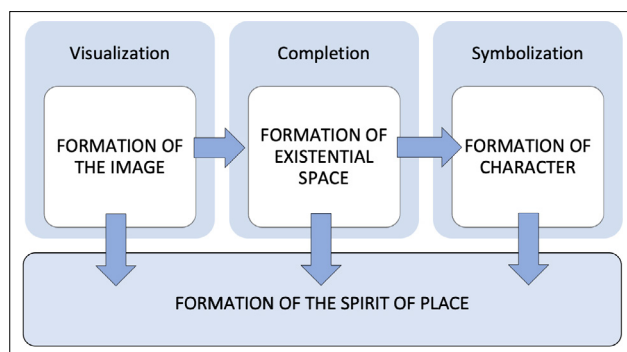 Visualization
Completion
Symbolization
FORMATION OF
THE IMAGE
FORMATION OF
EXISTENTIAL
SPACE
FORMATION OF
CHARACTER
FORMATION OF THE SPIRIT OF PLACE